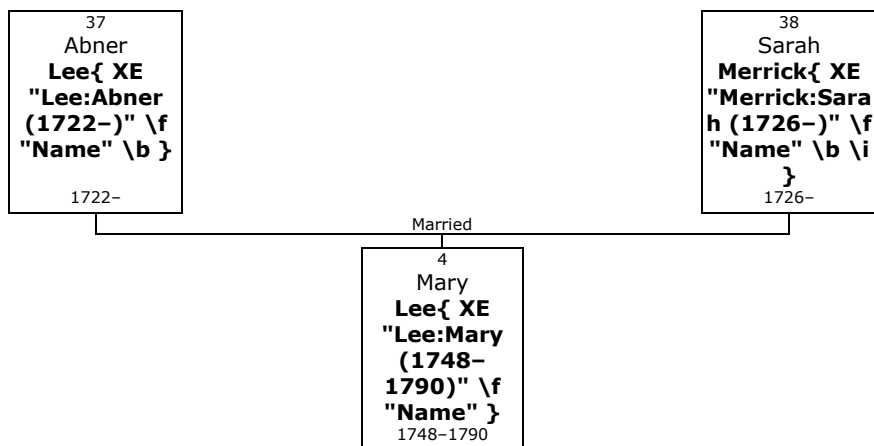 37
Abner
Lee{ XE
"Lee:Abner
(1722–)" \f
"Name" \b }
1722–
38
Sarah
Merrick{ XE
"Merrick:Sara
h (1726–)" \f
"Name" \b \i
}
1726–
Married
4
Mary
Lee{ XE
"Lee:Mary
(1748–
1790)" \f
"Name" }
1748–1790